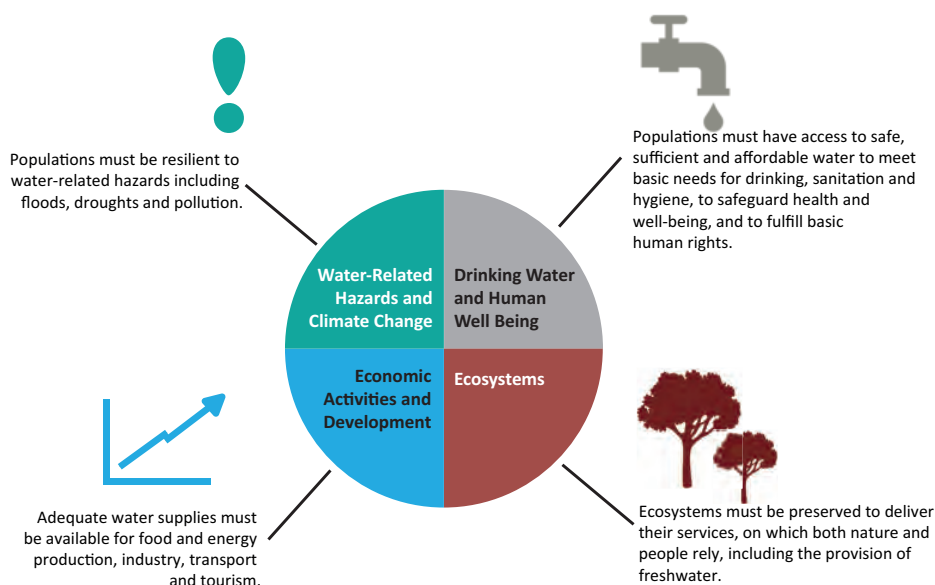 Populations must be resilient to
water-related hazards including
floods, droughts and pollution.
Populations must have access to safe,
sufficient and affordable water to meet
basic needs for drinking, sanitation and
hygiene, to safeguard health and
well-being, and to fulfill basic
human rights.
Water-Related
Hazards and
Climate Change
Drinking Water
and Human
Well Being
Economic
Activities and
Development
Ecosystems
Adequate water supplies must
be available for food and energy
production, industry, transport
and tourism.
Ecosystems must be preserved to deliver
their services, on which both nature and
people rely, including the provision of
freshwater.